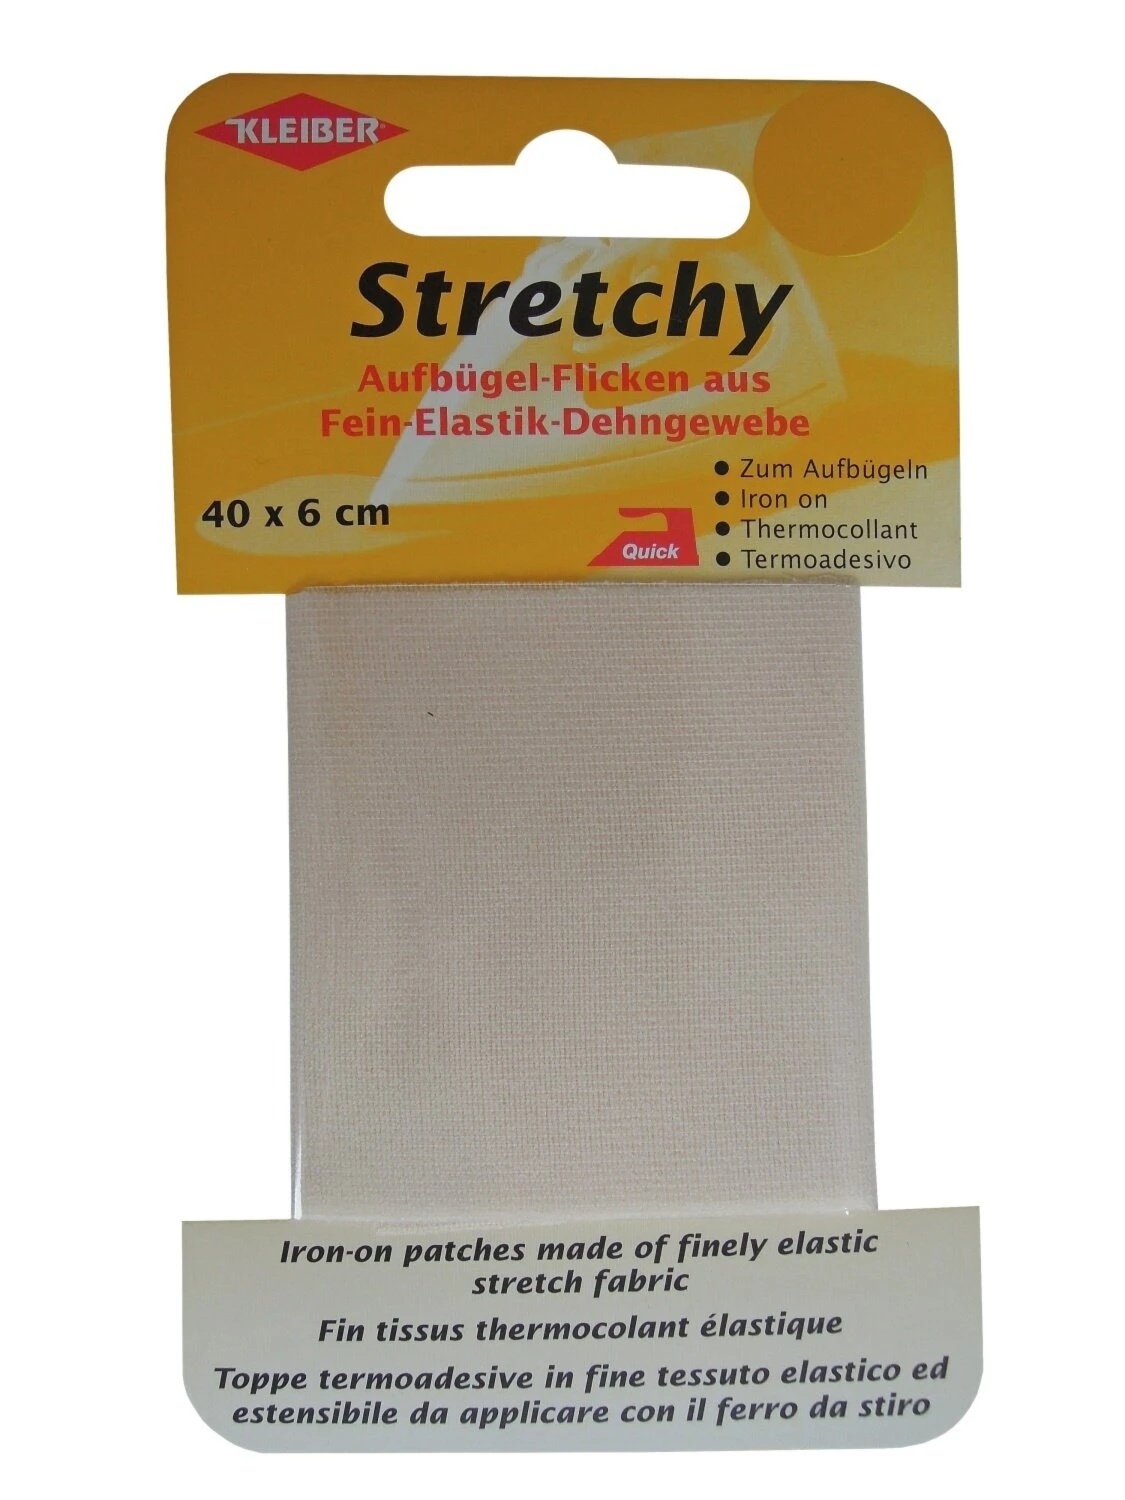 KLEIBER
Stretchy
Aufbügel-Flicken aus
Fein-Elastik-Dehngewebe
40 x 6 cm
Quick
● Zum Aufbügeln
● Iron on
● Thermocollant
● Termoadesivo
Iron-on patches made of finely elastic
stretch fabric
Fin tissus thermocolant élastique
Toppe termoadesive in fine tessuto elastico ed
estensibile da applicare con il ferro da stiro